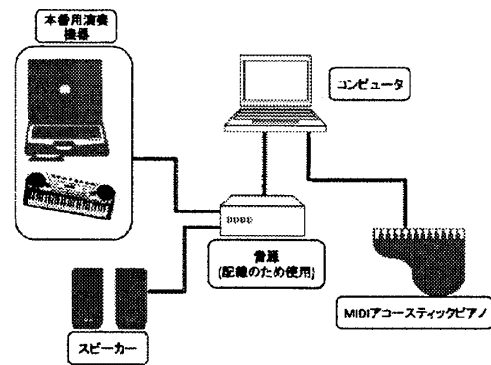 本番用演奏
機器
コンピュータ
音源
(配線のため使用)
スピーカー
MIDIアコースティックピアノ